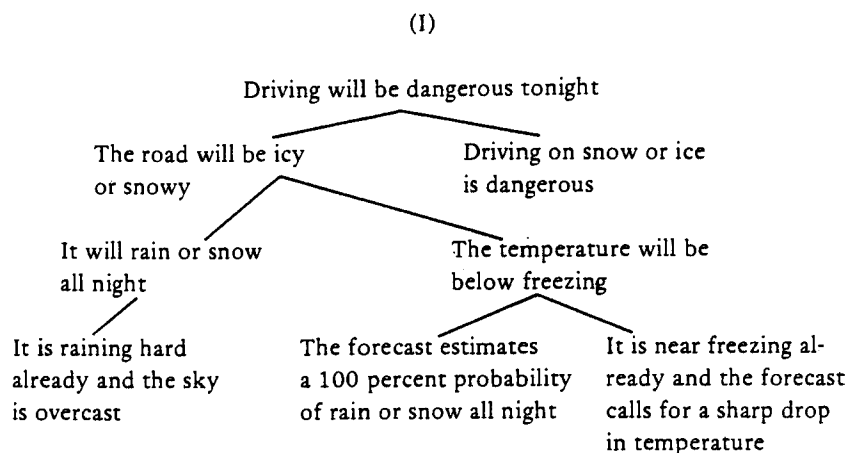 (I)
Driving will be dangerous tonight
The road will be icy
or snowy
Driving on snow or ice
is dangerous
It will rain or snow
all night
The temperature will be
below freezing
It is raining hard
already and the sky
is overcast
The forecast estimates
a 100 percent probability
of rain or snow all night
It is near freezing al-
ready and the forecast
calls for a sharp drop
in temperature